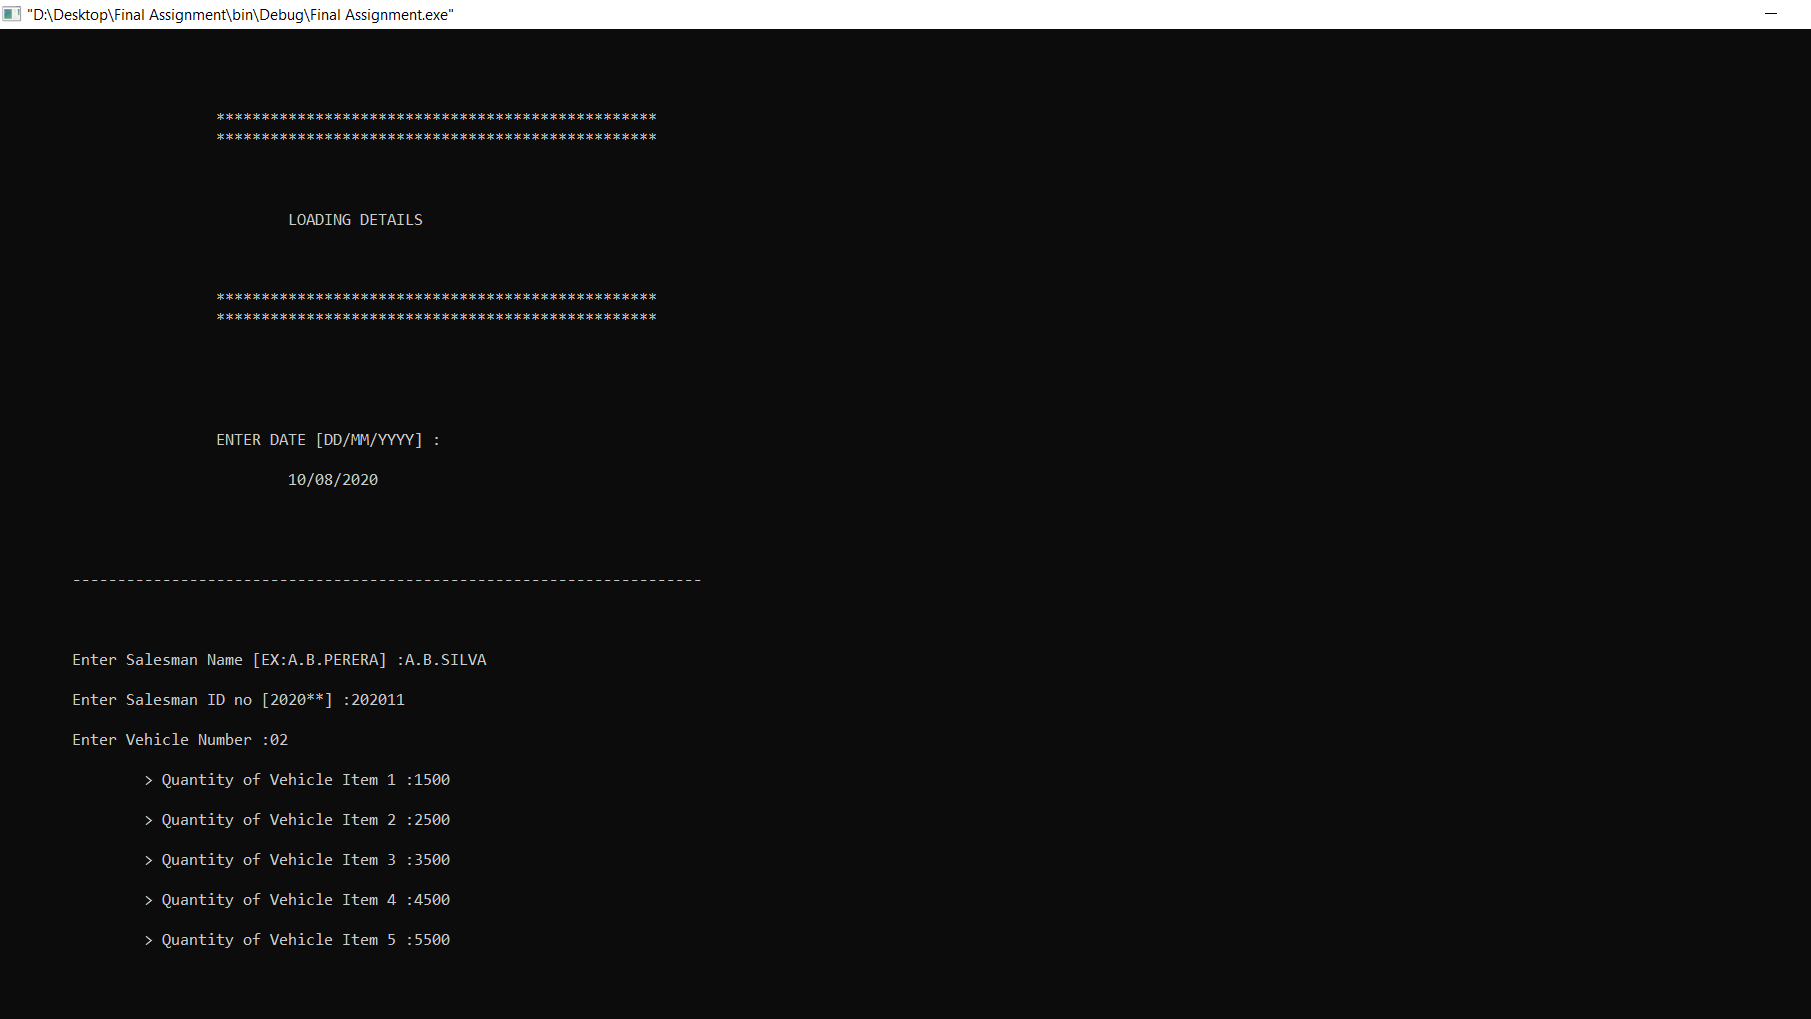 "D:\Desktop\Final Assignment\bin\Debug\Final Assignment.exe"
*************************************************
*************************************************
LOADING DETAILS
*************************************************
*************************************************
ENTER DATE [DD/MM/YYYY] :
10/08/2020
----------------------------------------------------------------------
Enter Salesman Name [EX:A.B.PERERA] :A.B.SILVA
Enter Salesman ID no [2020**] :202011
Enter Vehicle Number :02
> Quantity of Vehicle Item 1 :1500
> Quantity of Vehicle Item 2 :2500
> Quantity of Vehicle Item 3 :3500
> Quantity of Vehicle Item 4 :4500
> Quantity of Vehicle Item 5 :5500